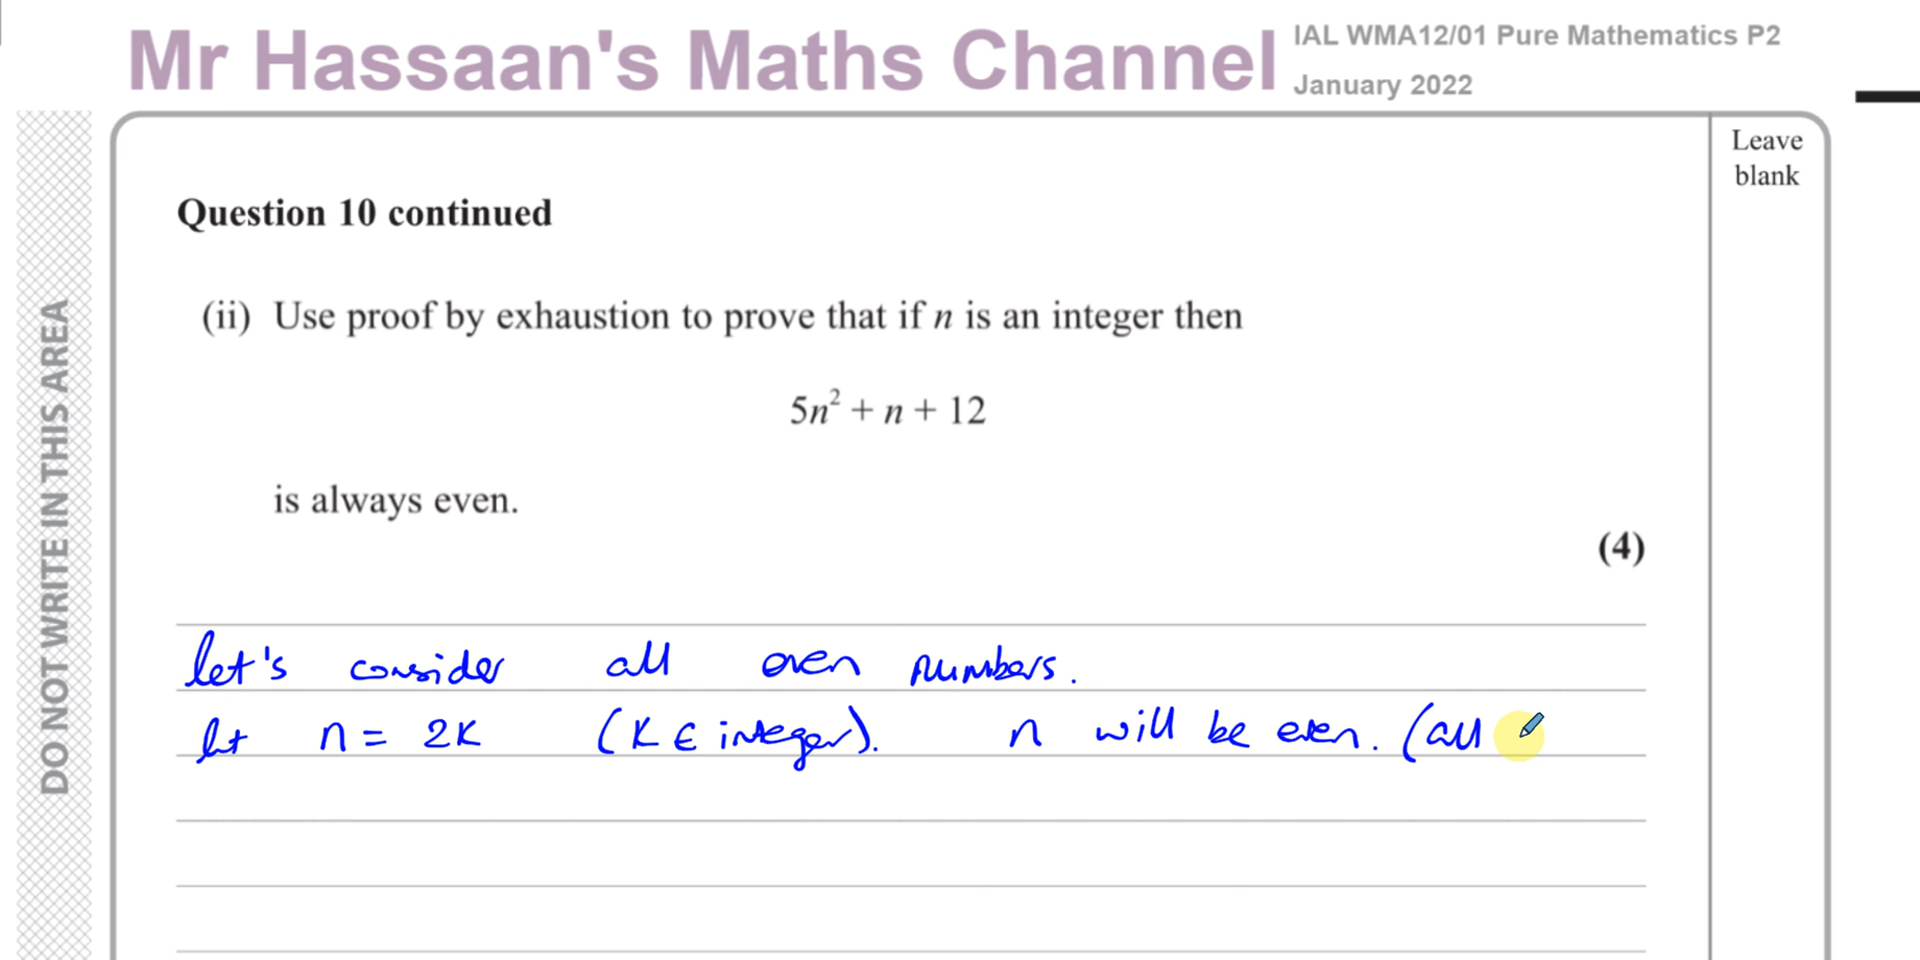 Mr Hassaan's Maths Channel
IAL WMA12/01 Pure Mathematics P2
January 2022
Leave
blank
DO NOT WRITE IN THIS AREA
Question 10 continued
(ii) Use proof by exhaustion to prove that if n is an integer then
5n² + n + 12
is always even.
(4)
let's consider all even numbers.
let n = 2K (K ∈ integer). n will be even. (all